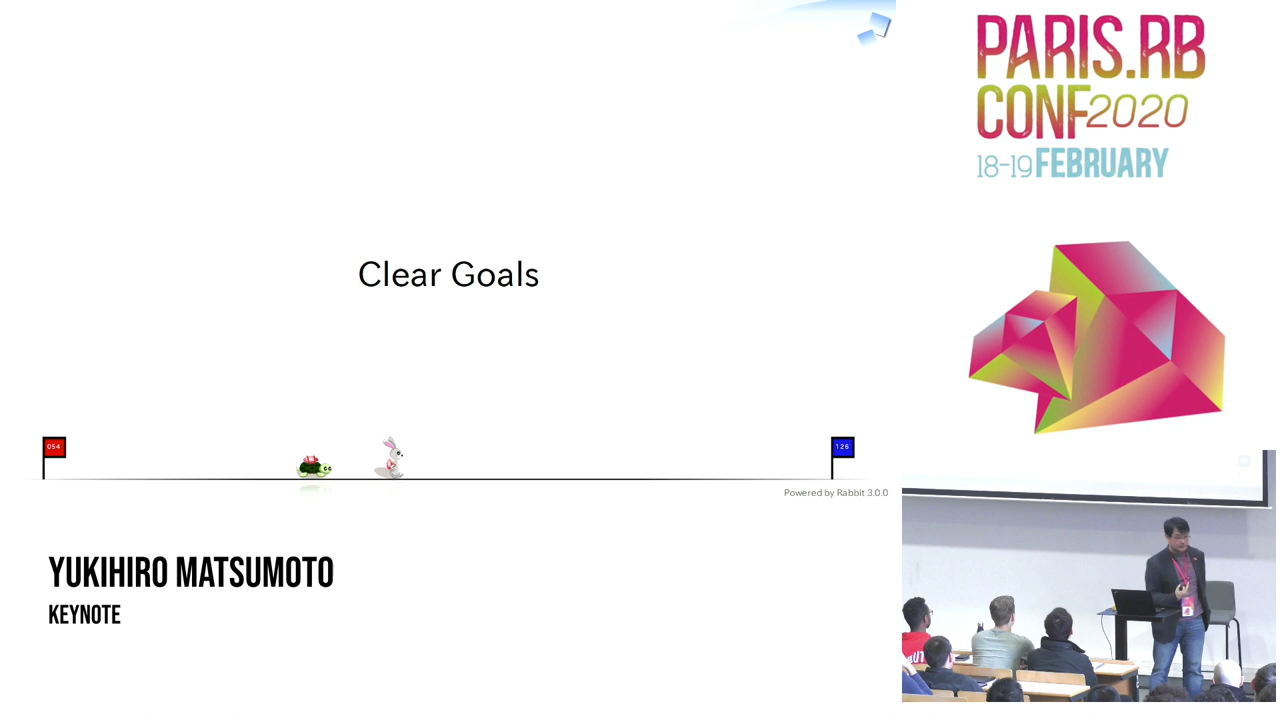 Clear Goals
054
126
Powered by Rabbit 3.0.0
YUKIHIRO MATSUMOTO
KEYNOTE
PARIS.RB
CONF2020
18-19 FEBRUARY